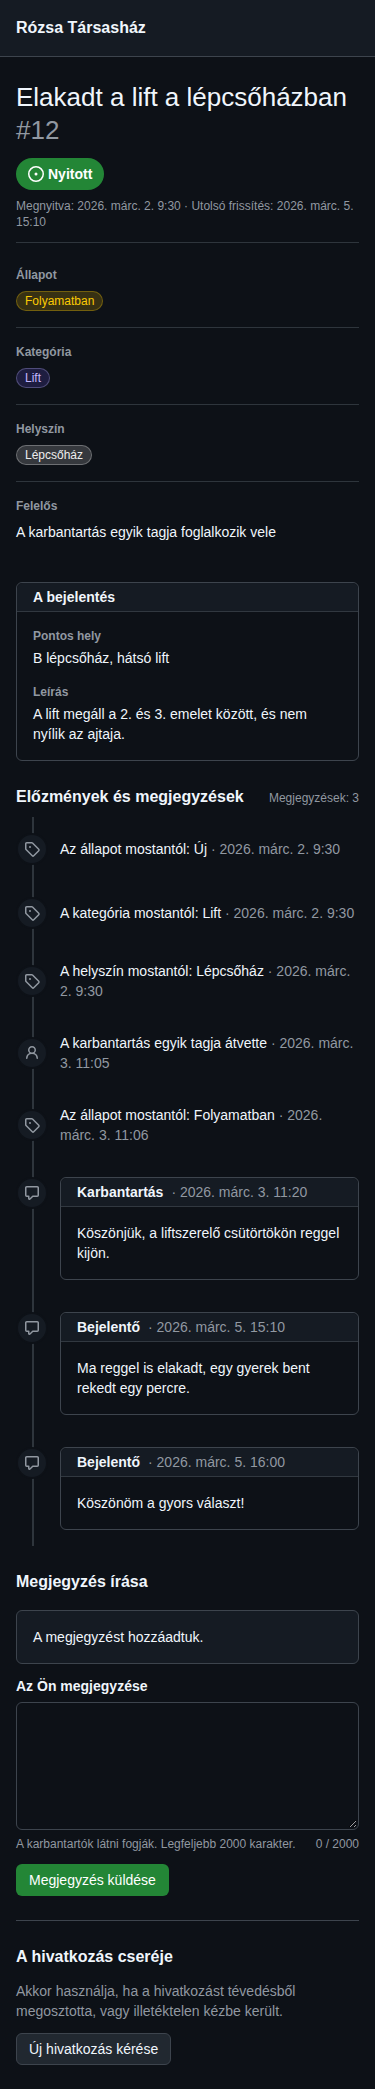 Rózsa Társasház
Elakadt a lift a lépcsőházban
#12
Nyitott
Megnyitva: 2026. márc. 2. 9:30 · Utolsó frissítés: 2026. márc. 5.
15:10
Állapot
Folyamatban
Kategória
Lift
Helyszín
Lépcsőház
Felelős
A karbantartás egyik tagja foglalkozik vele
A bejelentés
Pontos hely
B lépcsőház, hátsó lift
Leírás
A lift megáll a 2. és 3. emelet között, és nem
nyílik az ajtaja.
Előzmények és megjegyzések Megjegyzések: 3
Az állapot mostantól: Új · 2026. márc. 2. 9:30
A kategória mostantól: Lift · 2026. márc. 2. 9:30
A helyszín mostantól: Lépcsőház · 2026. márc.
2. 9:30
A karbantartás egyik tagja átvette · 2026. márc.
3. 11:05
Az állapot mostantól: Folyamatban · 2026.
márc. 3. 11:06
Karbantartás · 2026. márc. 3. 11:20
Köszönjük, a liftszerelő csütörtökön reggel
kijön.
Bejelentő · 2026. márc. 5. 15:10
Ma reggel is elakadt, egy gyerek bent
rekedt egy percre.
Bejelentő · 2026. márc. 5. 16:00
Köszönöm a gyors választ!
Megjegyzés írása
A megjegyzést hozzáadtuk.
Az Ön megjegyzése
A karbantartók látni fogják. Legfeljebb 2000 karakter. 0 / 2000
Megjegyzés küldése
A hivatkozás cseréje
Akkor használja, ha a hivatkozást tévedésből
megosztotta, vagy illetéktelen kézbe került.
Új hivatkozás kérése